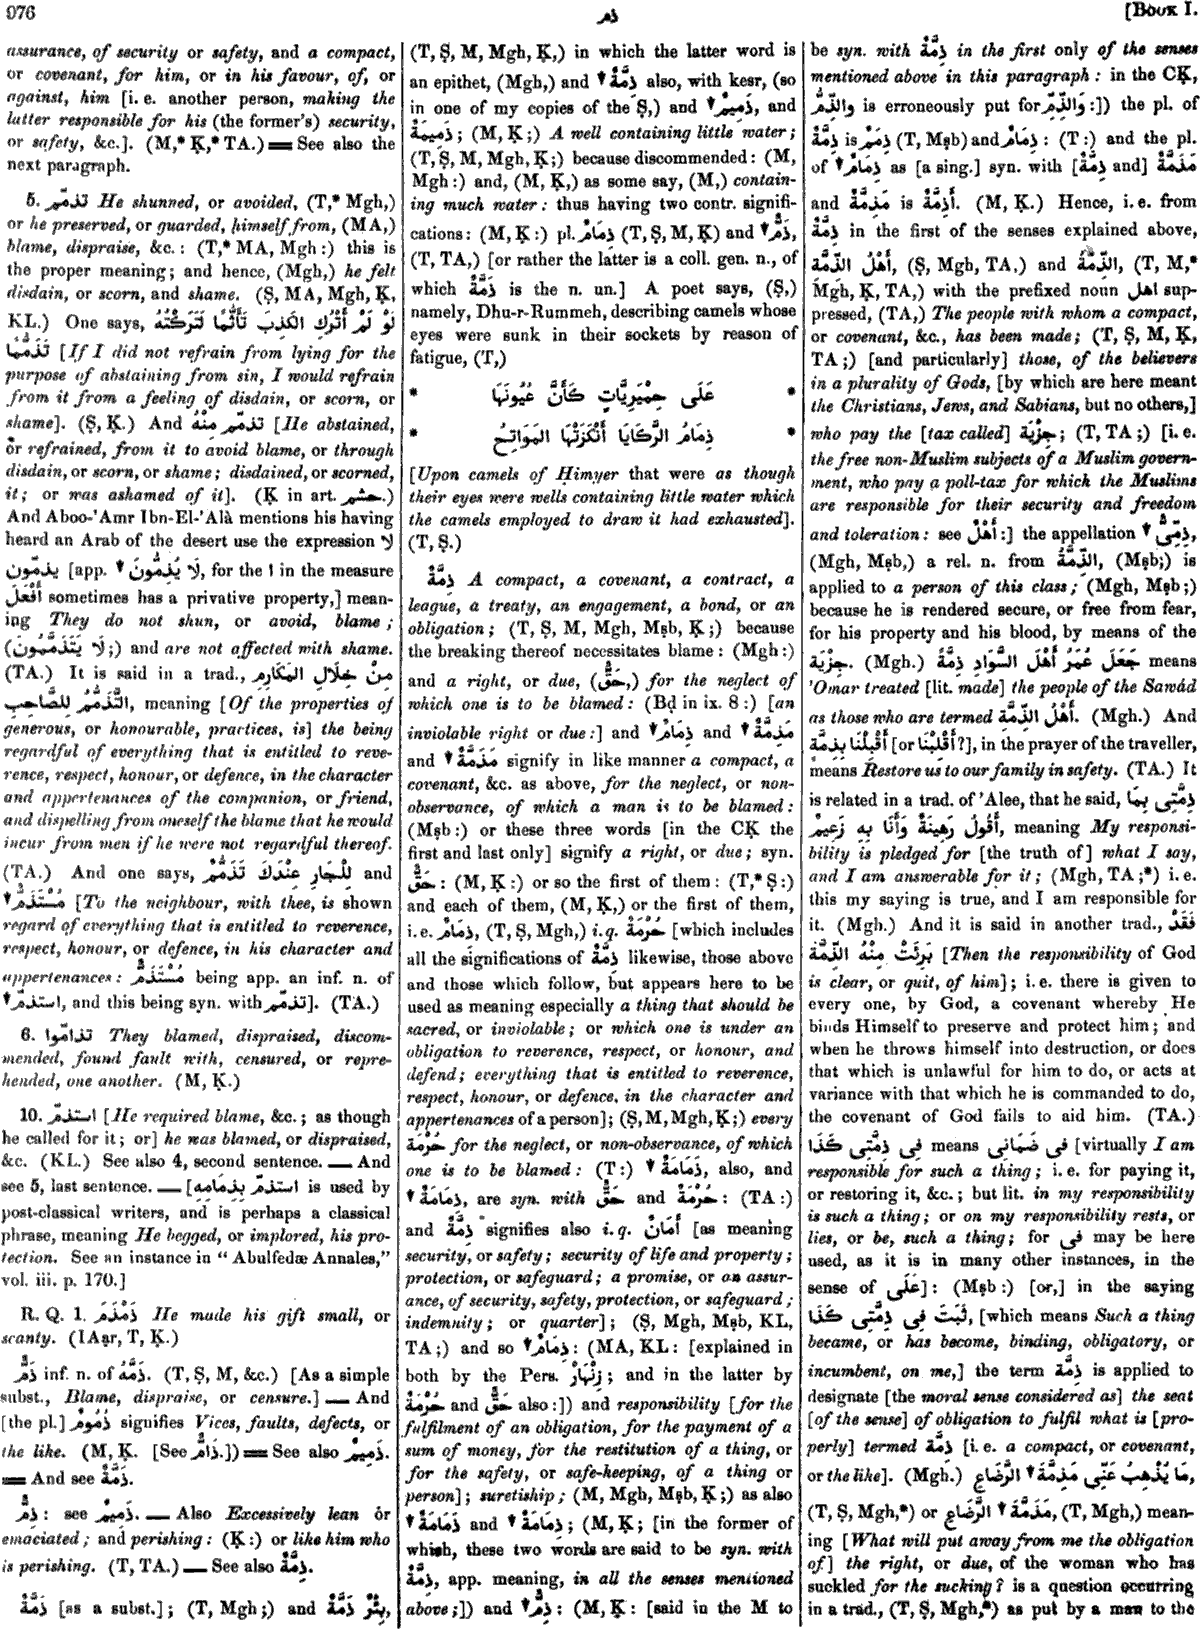 976
ذم
[Book I.
assurance, of security or safety, and a compact,
or covenant, for him, or in his favour, of, or
against, him [i. e. another person, making the
latter responsible for his (the former's) security,
or safety, &c.]. (M,* Ḳ,* TA.) == See also the
next paragraph.
5. تذمّم He shunned, or avoided, (T,* Mgh,)
or he preserved, or guarded, himself from, (MA,)
blame, dispraise, &c.: (T,* MA, Mgh:) this is
the proper meaning; and hence, (Mgh,) he felt
disdain, or scorn, and shame. (Ṣ, MA, Mgh, Ḳ,
KL.) One says, لَوْ لَمْ أَتْرُكِ الكَذِبَ تَأَثُّمًا لَتَرَكْتُهُ
تَذَمُّمًا [If I did not refrain from lying for the
purpose of abstaining from sin, I would refrain
from it from a feeling of disdain, or scorn, or
shame]. (Ṣ, Ḳ.) And تذمّم مِنْهُ [He abstained,
or refrained, from it to avoid blame, or through
disdain, or scorn, or shame; disdained, or scorned,
it; or was ashamed of it]. (Ḳ in art. حشم.)
And Aboo-'Amr Ibn-El-'Alà mentions his having
heard an Arab of the desert use the expression لا
يذمّون [app. ▾ لَا يُذِمُّونَ, for the ا in the measure
أَفْعَلَ sometimes has a privative property,] mean-
ing They do not shun, or avoid, blame;
(لَا يَتَذَمَّمُونَ;) and are not affected with shame.
(TA.) It is said in a trad., مِنْ خِلَالِ المَكَارِمِ
التَّذَمُّمُ لِلصَّاحِبِ, meaning [Of the properties of
generous, or honourable, practices, is] the being
regardful of everything that is entitled to reve-
rence, respect, honour, or defence, in the character
and appertenances of the companion, or friend,
and dispelling from oneself the blame that he would
incur from men if he were not regardful thereof.
(TA.) And one says, لِلْجَارِ عِنْدَكَ تَذَمُّمٌ and
▾ مُسْتَذَمٌّ [To the neighbour, with thee, is shown
regard of everything that is entitled to reverence,
respect, honour, or defence, in his character and
appertenances: مُسْتَذَمٌّ being app. an inf. n. of
▾ استذمّ, and this being syn. with تذمّم]. (TA.)
6. تذامّوا They blamed, dispraised, discom-
mended, found fault with, censured, or repre-
hended, one another. (M, Ḳ.)
10. استذمّ [He required blame, &c.; as though
he called for it; or] he was blamed, or dispraised,
&c. (KL.) See also 4, second sentence. — And
see 5, last sentence. — [استذمّ بِذِمَامِهِ is used by
post-classical writers, and is perhaps a classical
phrase, meaning He begged, or implored, his pro-
tection. See an instance in "Abulfedæ Annales,"
vol. iii. p. 170.]
R. Q. 1. ذَمْذَمَ He made his gift small, or
scanty. (IAạr, T, Ḳ.)
ذَمٌّ inf. n. of ذَمَّهُ. (T, Ṣ, M, &c.) [As a simple
subst., Blame, dispraise, or censure.] — And
[the pl.] ذُمُومٌ signifies Vices, faults, defects, or
the like. (M, Ḳ. [See ذَامٌّ.]) == See also ذَمِيمٌ.
== And see ذَمَّةٌ.
ذِمٌّ: see ذَمِيمٌ. — Also Excessively lean or
emaciated; and perishing: (Ḳ:) or like him who
is perishing. (T, TA.) — See also ذِمَّةٌ.
ذَمَّةٌ [as a subst.]; (T, Mgh;) and بِئْرٌ ذَمَّةٌ,
(T, Ṣ, M, Mgh, Ḳ,) in which the latter word is
an epithet, (Mgh,) and ▾ ذِمَّةٌ also, with kesr, (so
in one of my copies of the Ṣ,) and ▾ ذَمِيمٌ, and
ذَمِيمَةٌ; (M, Ḳ;) A well containing little water;
(T, Ṣ, M, Mgh, Ḳ;) because discommended: (M,
Mgh:) and, (M, Ḳ,) as some say, (M,) contain-
ing much water: thus having two contr. signifi-
cations: (M, Ḳ:) pl. ذِمَامٌ (T, Ṣ, M, Ḳ) and ▾ ذَمٌّ,
(T, TA,) [or rather the latter is a coll. gen. n., of
which ذَمَّةٌ is the n. un.] A poet says, (Ṣ,)
namely, Dhu-r-Rummeh, describing camels whose
eyes were sunk in their sockets by reason of
fatigue, (T,)
* عَلَى حِمْيَرِيَّاتٍ كَأَنَّ عُيُونَهَا *
* ذِمَامُ الرَّكَايَا أَنْكَزَتْهَا المَوَاتِحُ *
[Upon camels of Ḥimyer that were as though
their eyes were wells containing little water which
the camels employed to draw it had exhausted].
(T, Ṣ.)
ذِمَّةٌ A compact, a covenant, a contract, a
league, a treaty, an engagement, a bond, or an
obligation; (T, Ṣ, M, Mgh, Mṣb, Ḳ;) because
the breaking thereof necessitates blame: (Mgh:)
and a right, or due, (حَقٌّ,) for the neglect of
which one is to be blamed: (Bḍ in ix. 8:) [an
inviolable right or due:] and ▾ ذِمَامٌ and ▾ مَذِمَّةٌ
and ▾ مَذَمَّةٌ signify in like manner a compact, a
covenant, &c. as above, for the neglect, or non-
observance, of which a man is to be blamed:
(Mṣb:) or these three words [in the CḲ the
first and last only] signify a right, or due; syn.
حَقٌّ: (M, Ḳ:) or so the first of them: (T,* Ṣ:)
and each of them, (M, Ḳ,) or the first of them,
i. e. ذِمَامٌ, (T, Ṣ, Mgh,) i. q. حُرْمَةٌ [which includes
all the significations of ذِمَّةٌ likewise, those above
and those which follow, but appears here to be
used as meaning especially a thing that should be
sacred, or inviolable; or which one is under an
obligation to reverence, respect, or honour, and
defend; everything that is entitled to reverence,
respect, honour, or defence, in the character and
appertenances of a person]; (Ṣ, M, Mgh, Ḳ;) every
حُرْمَة for the neglect, or non-observance, of which
one is to be blamed: (T:) ▾ ذَمَامَةٌ, also, and
▾ ذِمَامَةٌ, are syn. with حَقٌّ and حُرْمَةٌ: (TA:)
and ذِمَّةٌ signifies also i. q. أَمَانٌ [as meaning
security, or safety; security of life and property;
protection, or safeguard; a promise, or an assur-
ance, of security, safety, protection, or safeguard;
indemnity; or quarter]; (Ṣ, Mgh, Mṣb, KL,
TA;) and so ▾ ذِمَامٌ: (MA, KL: [explained in
both by the Pers. زِنْهَارْ; and in the latter by
حُرْمَةٌ and حَقٌّ also:]) and responsibility [for the
fulfilment of an obligation, for the payment of a
sum of money, for the restitution of a thing, or
for the safety, or safe-keeping, of a thing or
person]; suretiship; (M, Mgh, Mṣb, Ḳ;) as also
▾ ذَمَامَةٌ and ▾ ذِمَامَةٌ; (M, Ḳ; [in the former of
which, these two words are said to be syn. with
ذِمَّةٌ, app. meaning, in all the senses mentioned
above;]) and ▾ ذِمٌّ: (M, Ḳ: [said in the M to
be syn. with ذِمَّةٌ in the first only of the senses
mentioned above in this paragraph: in the CḲ,
والذِّمُّ is erroneously put for وَالذِّمِّ:]) the pl. of
ذِمَّةٌ is ذِمَمٌ (T, Mṣb) and ذِمَامٌ: (T:) and the pl.
of ▾ ذِمَامٌ as [a sing.] syn. with [ذِمَّةٌ and] مَذَمَّةٌ
and مَذِمَّةٌ is أَذِمَّةٌ. (M, Ḳ.) Hence, i. e. from
ذِمَّةٌ in the first of the senses explained above,
أَهْلُ الذِّمَّةِ, (Ṣ, Mgh, TA,) and الذِّمَّةُ, (T, M,*
Mgh, Ḳ, TA,) with the prefixed noun اهل sup-
pressed, (TA,) The people with whom a compact,
or covenant, &c., has been made; (T, Ṣ, M, Ḳ,
TA;) [and particularly] those, of the believers
in a plurality of Gods, [by which are here meant
the Christians, Jews, and Sabians, but no others,]
who pay the [tax called] جِزْيَة; (T, TA;) [i. e.
the free non-Muslim subjects of a Muslim govern-
ment, who pay a poll-tax for which the Muslims
are responsible for their security and freedom
and toleration: see أَهْلٌ:] the appellation ▾ ذِمِّىٌّ,
(Mgh, Mṣb,) a rel. n. from الذِّمَّةُ, (Mṣb;) is
applied to a person of this class; (Mgh, Mṣb;)
because he is rendered secure, or free from fear,
for his property and his blood, by means of the
جِزْيَة. (Mgh.) جَعَلَ عُمَرُ أَهْلَ السَّوَادِ ذِمَّةً means
'Omar treated [lit. made] the people of the Sawád
as those who are termed أَهْلُ الذِّمَّةِ. (Mgh.) And
أَقْبِلْنَا بِذِمَّةٍ [or أَقْلِبْنَا ?], in the prayer of the traveller,
means Restore us to our family in safety. (TA.) It
is related in a trad. of 'Alee, that he said, ذِمَّتِى بِمَا
أَقُولُ رَهِينَةٌ وَأَنَا بِهِ زَعِيمٌ, meaning My responsi-
bility is pledged for [the truth of] what I say,
and I am answerable for it; (Mgh, TA;*) i. e.
this my saying is true, and I am responsible for
it. (Mgh.) And it is said in another trad., فَقَدْ
بَرِئَتْ مِنْهُ الذِّمَّةُ [Then the responsibility of God
is clear, or quit, of him]; i. e. there is given to
every one, by God, a covenant whereby He
binds Himself to preserve and protect him; and
when he throws himself into destruction, or does
that which is unlawful for him to do, or acts at
variance with that which he is commanded to do,
the covenant of God fails to aid him. (TA.)
فِى ذِمَّتِى كَذَا means فِى ضَمَانِى [virtually I am
responsible for such a thing; i. e. for paying it,
or restoring it, &c.; but lit. in my responsibility
is such a thing; or on my responsibility rests, or
lies, or be, such a thing; for فِى may be here
used, as it is in many other instances, in the
sense of عَلَى]: (Mṣb:) [or,] in the saying
ثَبَتَ فِى ذِمَّتِى كَذَا, [which means Such a thing
became, or has become, binding, obligatory, or
incumbent, on me,] the term ذِمَّة is applied to
designate [the moral sense considered as] the seat
[of the sense] of obligation to fulfil what is [pro-
perly] termed ذِمَّة [i. e. a compact, or covenant,
or the like]. (Mgh.) مَا يُذْهِبُ عَنِّى مَذِمَّةَ ▾ الرَّضَاعِ,
(T, Ṣ, Mgh,*) or مَذَمَّةَ ▾ الرَّضَاعِ, (T, Mgh,) mean-
ing [What will put away from me the obligation
of] the right, or due, of the woman who has
suckled for the sucking? is a question occurring
in a trad., (T, Ṣ, Mgh,*) as put by a man to the